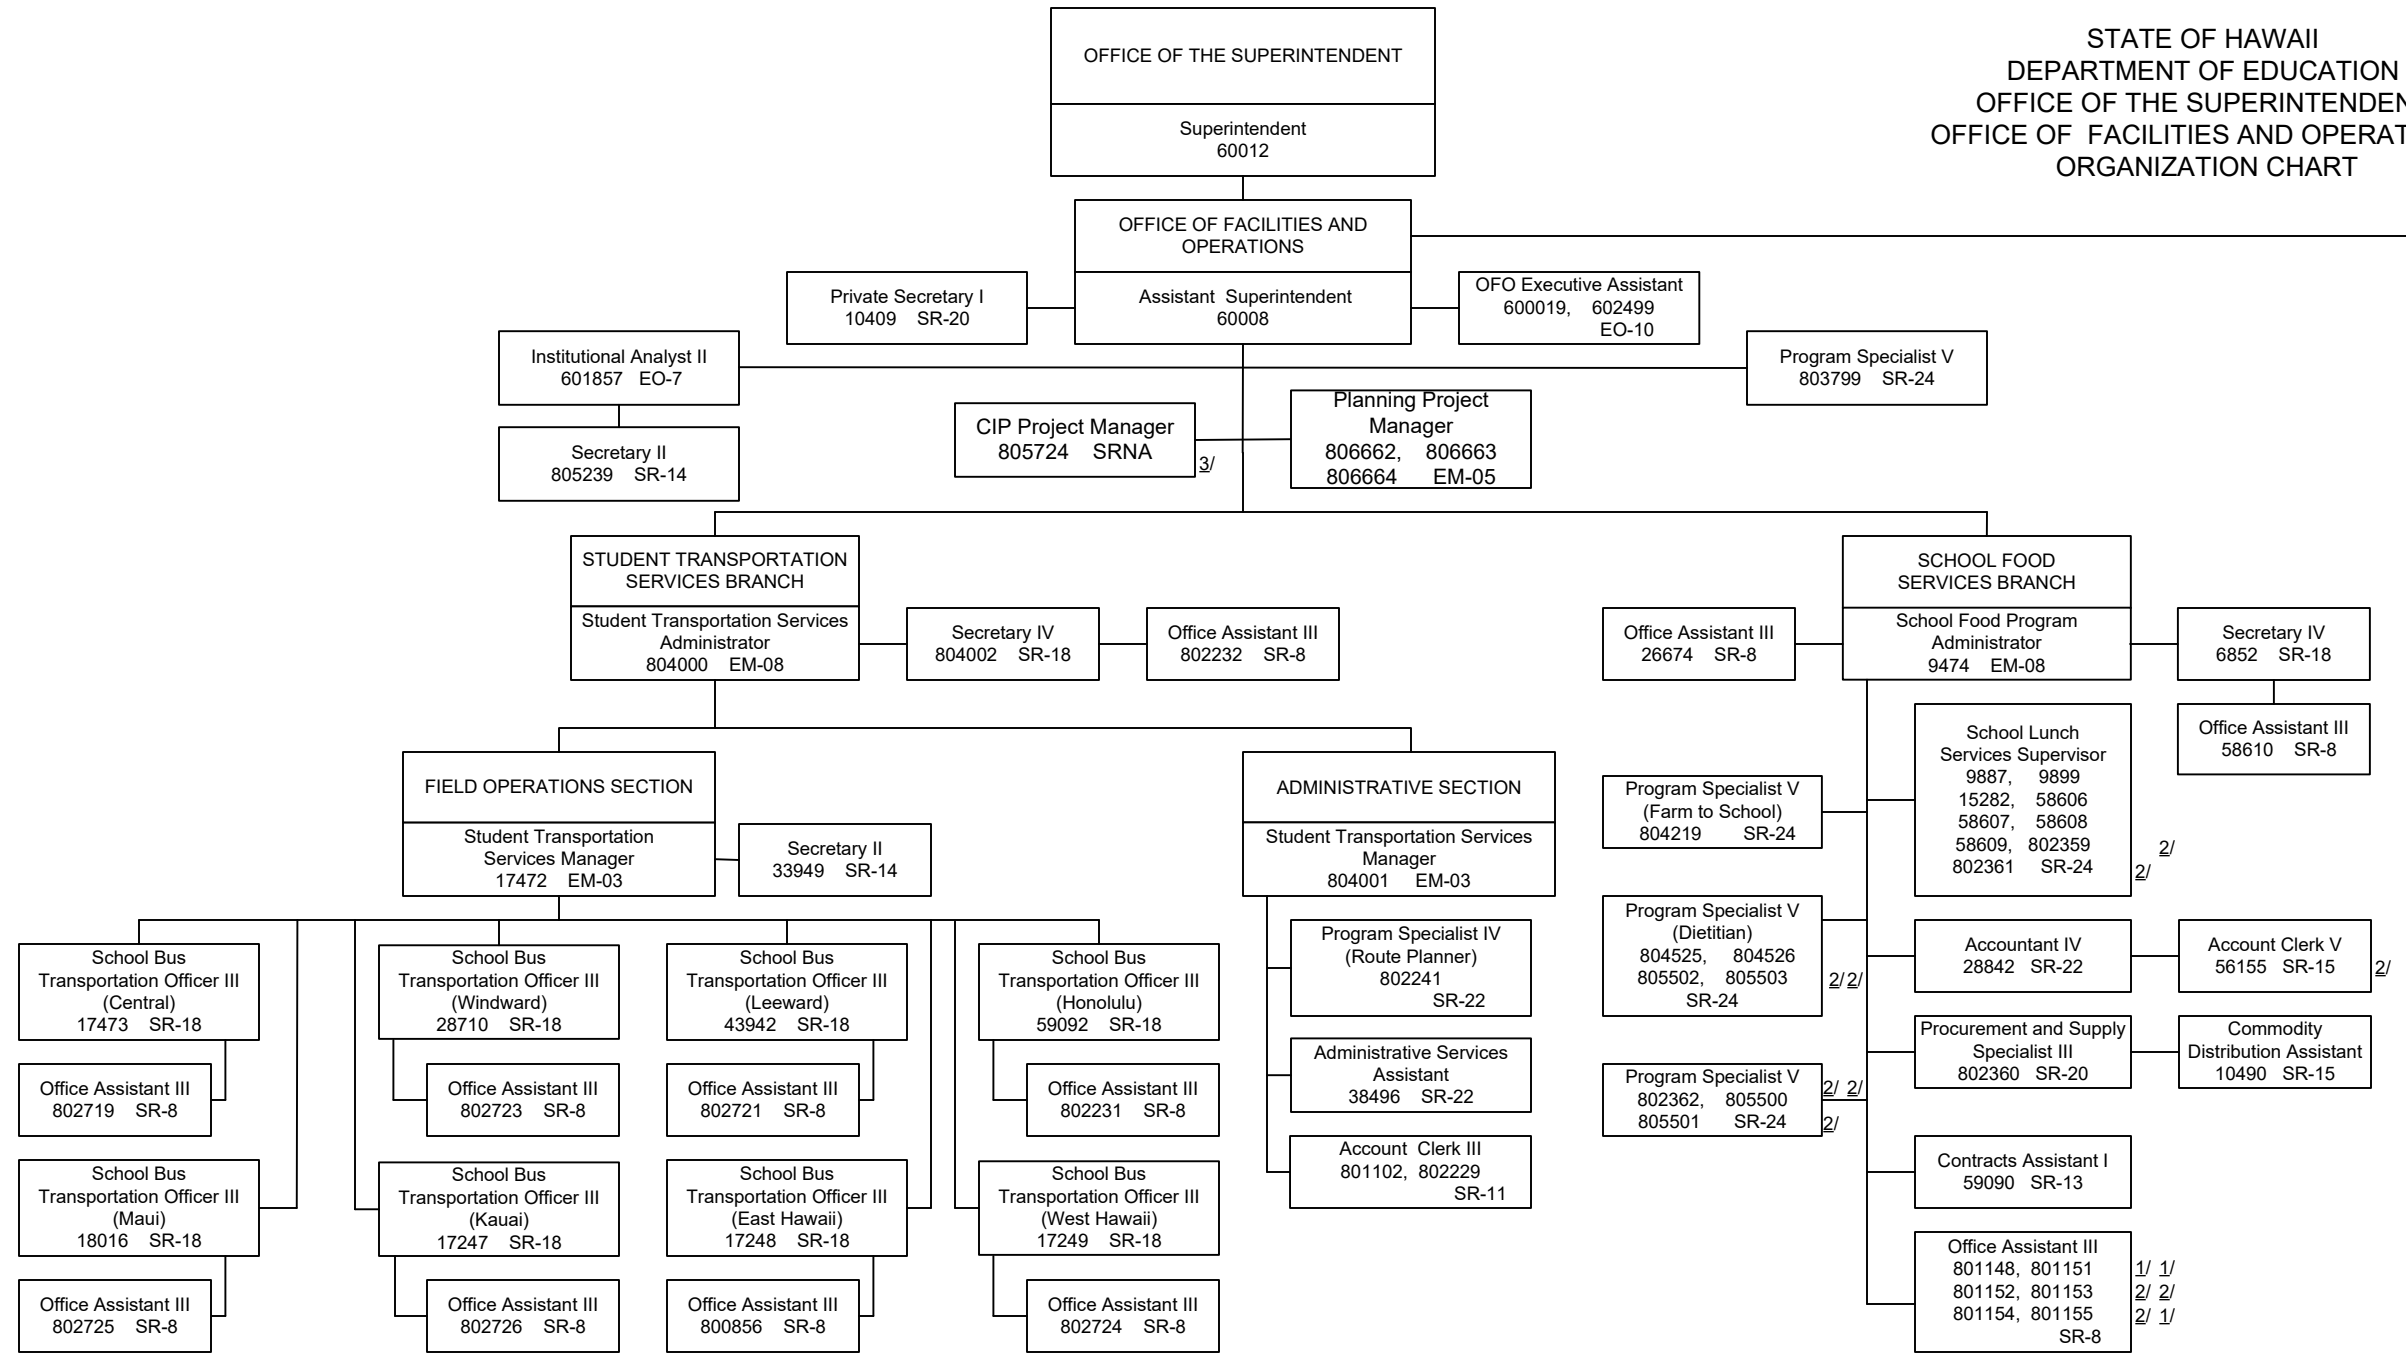 STATE OF HAWAII
DEPARTMENT OF EDUCATION
OFFICE OF THE
OFFICE OF FACILITIES AND
ORGANIZATION CHART
OFFICE OF THE SUPERINTENDENT
Superintendent
60012
OFFICE OF FACILITIES AND
OPERATIONS
Assistant Superintendent
60008
Private Secretary I
10409 SR-20
OFO Executive Assistant
600019, 602499
EO-10
Institutional Analyst II
601857 EO-7
Program Specialist V
803799 SR-24
Secretary II
805239 SR-14
CIP Project Manager
805724 SRNA
3/
Planning Project
Manager
806662, 806663
806664 EM-05
STUDENT TRANSPORTATION
SERVICES BRANCH
Student Transportation Services
Administrator
804000 EM-08
Secretary IV
804002 SR-18
Office Assistant III
802232 SR-8
FIELD OPERATIONS SECTION
Student Transportation
Services Manager
17472 EM-03
Secretary II
33949 SR-14
School Bus
Transportation Officer III
(Central)
17473 SR-18
Office Assistant III
802719 SR-8
School Bus
Transportation Officer III
(Windward)
28710 SR-18
Office Assistant III
802723 SR-8
School Bus
Transportation Officer III
(Leeward)
43942 SR-18
Office Assistant III
802721 SR-8
School Bus
Transportation Officer III
(Honolulu)
59092 SR-18
Office Assistant III
802231 SR-8
School Bus
Transportation Officer III
(Maui)
18016 SR-18
Office Assistant III
802725 SR-8
School Bus
Transportation Officer III
(Kauai)
17247 SR-18
Office Assistant III
802726 SR-8
School Bus
Transportation Officer III
(East Hawaii)
17248 SR-18
Office Assistant III
800856 SR-8
School Bus
Transportation Officer III
(West Hawaii)
17249 SR-18
Office Assistant III
802724 SR-8
ADMINISTRATIVE SECTION
Student Transportation Services
Manager
804001 EM-03
Program Specialist IV
(Route Planner)
802241
SR-22
Administrative Services
Assistant
38496 SR-22
Account Clerk III
801102, 802229
SR-11
SCHOOL FOOD
SERVICES BRANCH
School Food Program
Administrator
9474 EM-08
Office Assistant III
26674 SR-8
Secretary IV
6852 SR-18
Office Assistant III
58610 SR-8
School Lunch
Services Supervisor
9887, 9899
15282, 58606
58607, 58608
58609, 802359 2/
802361 SR-24 2/
Program Specialist V
(Farm to School)
804219 SR-24
Program Specialist V
(Dietitian)
804525, 804526
805502, 805503 2/ 2/
SR-24
Accountant IV
28842 SR-22
Account Clerk V
56155 SR-15 2/
Procurement and Supply
Specialist III
802360 SR-20
Commodity
Distribution Assistant
10490 SR-15
Program Specialist V
802362, 805500 2/ 2/
805501 SR-24 2/
Contracts Assistant I
59090 SR-13
Office Assistant III
801148, 801151 1/ 1/
801152, 801153 2/ 2/
801154, 801155 2/ 1/
SR-8